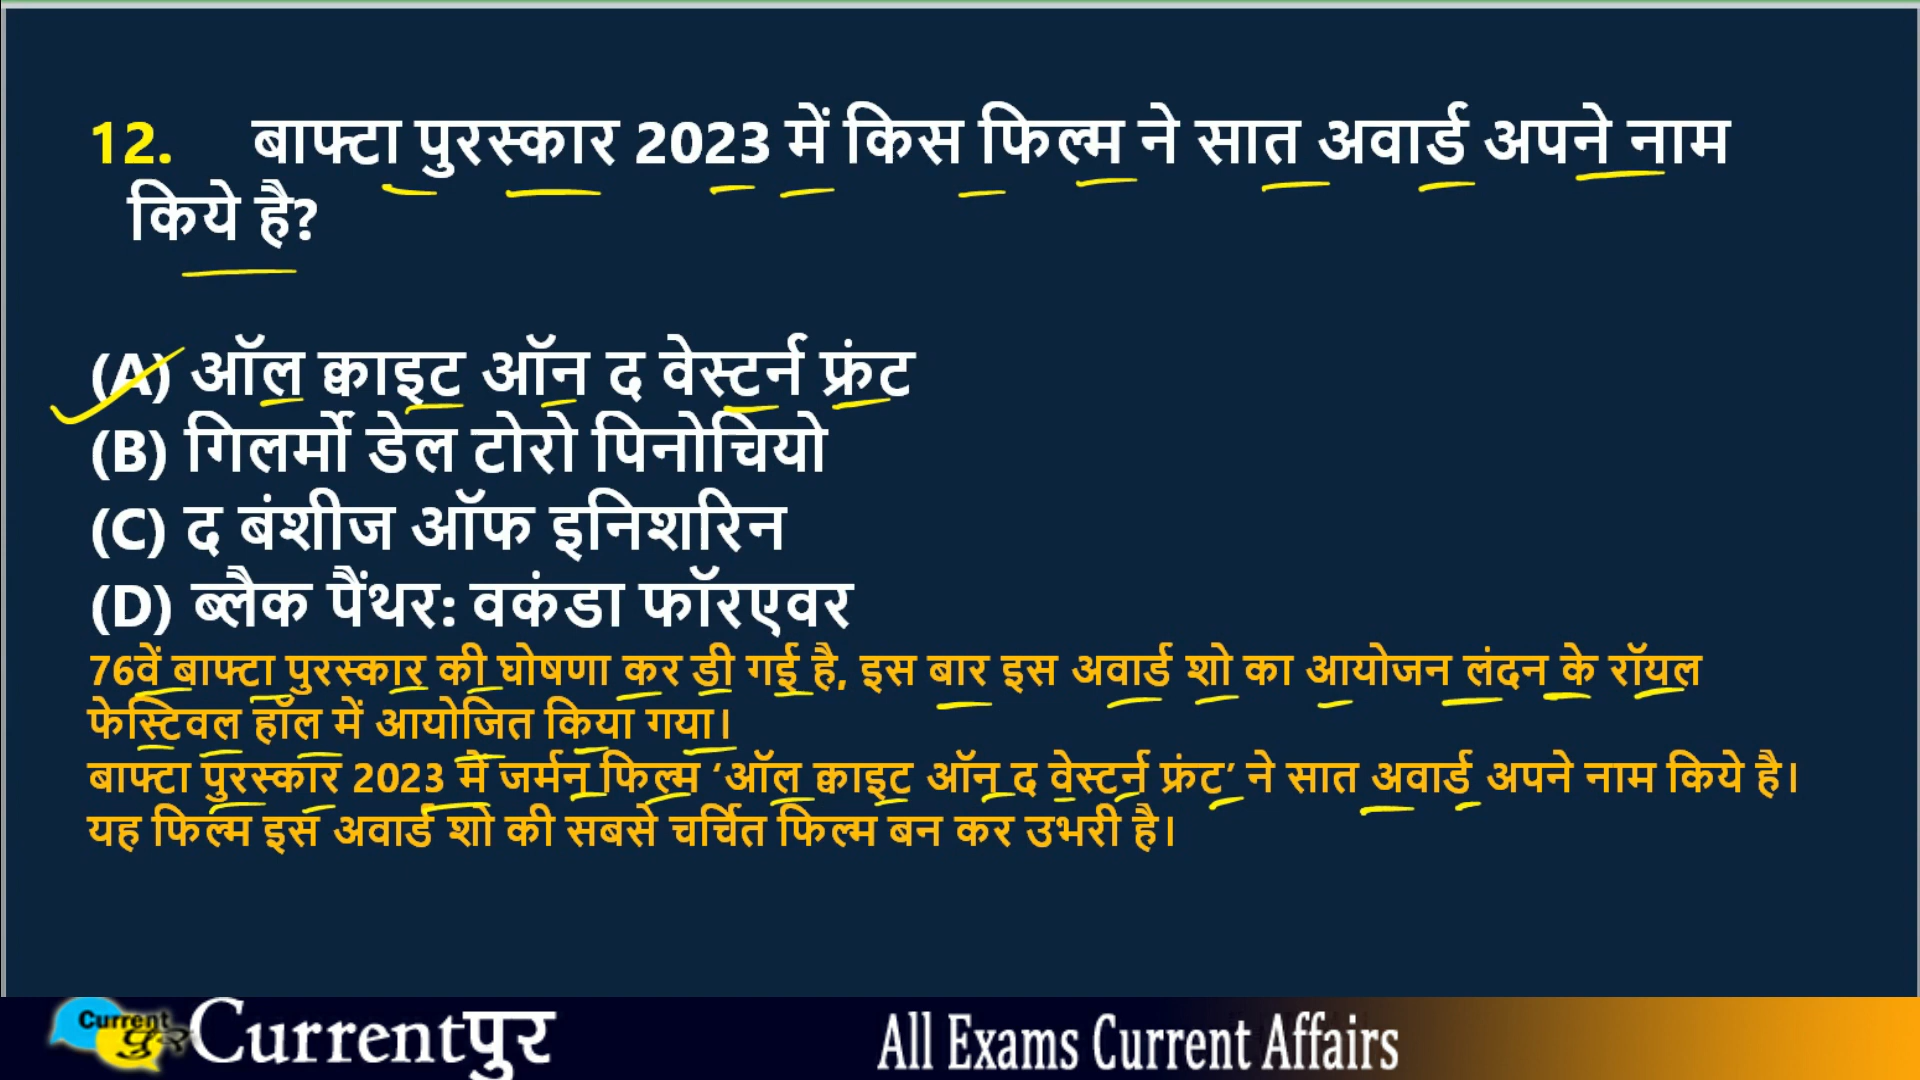 12. बाफ्टा पुरस्कार 2023 में किस फिल्म ने सात अवार्ड अपने नाम
किये है?
(A) ऑल क्वाइट ऑन द वेस्टर्न फ्रंट
(B) गिलर्मो डेल टोरो पिनोचियो
(C) द बंशीज ऑफ इनिशरिन
(D) ब्लैक पैंथर: वकंडा फॉरएवर
76वें बाफ्टा पुरस्कार की घोषणा कर डी गई है, इस बार इस अवार्ड शो का आयोजन लंदन के रॉयल
फेस्टिवल हॉल में आयोजित किया गया।
बाफ्टा पुरस्कार 2023 में जर्मन फिल्म ‘ऑल क्वाइट ऑन द वेस्टर्न फ्रंट’ ने सात अवार्ड अपने नाम किये है।
यह फिल्म इस अवार्ड शो की सबसे चर्चित फिल्म बन कर उभरी है।
Current
पुर
Currentपुर
All Exams Current Affairs